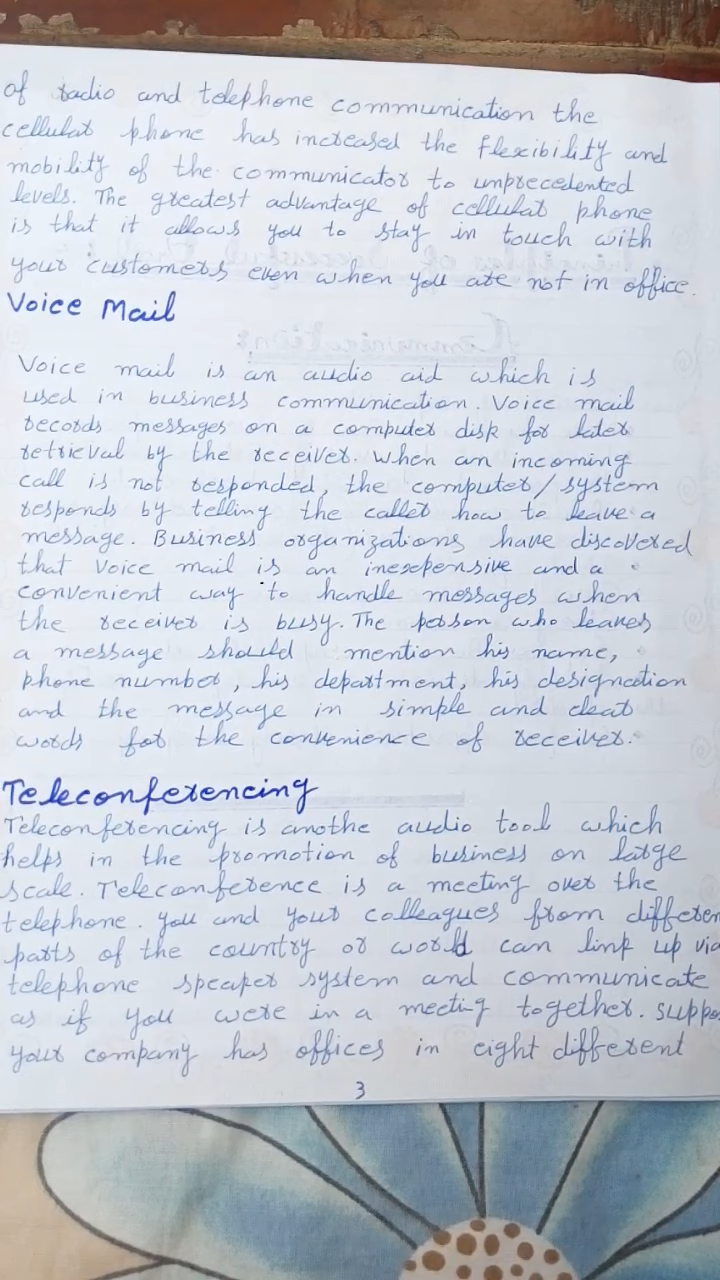 of radio and telephone communication the
cellular phone has increased the flexibility and
mobility of the communicator to unprecedented
levels. The greatest advantage of cellular phone
is that it allows you to stay in touch with
your customers even when you are not in office.
Voice Mail
Voice mail is an audio aid which is
used in business communication. Voice mail
records messages on a computer disk for later
retrieval by the receiver. When an incoming
call is not responded, the computer/system
responds by telling the caller how to leave a
message. Business organizations have discovered
that Voice mail is an inexpensive and a
convenient way to handle messages when
the receiver is busy. The person who leaves
a message should mention his name,
phone number, his department, his designation
and the message in simple and clear
words for the convenience of receiver.
Teleconferencing
Teleconferencing is anothe audio tool which
helps in the promotion of business on large
scale. Teleconference is a meeting over the
telephone. you and your colleagues from differen
parts of the country or world can link up via
telephone speaker system and communicate
as if you were in a meeting together. suppos
your company has offices in eight different
3